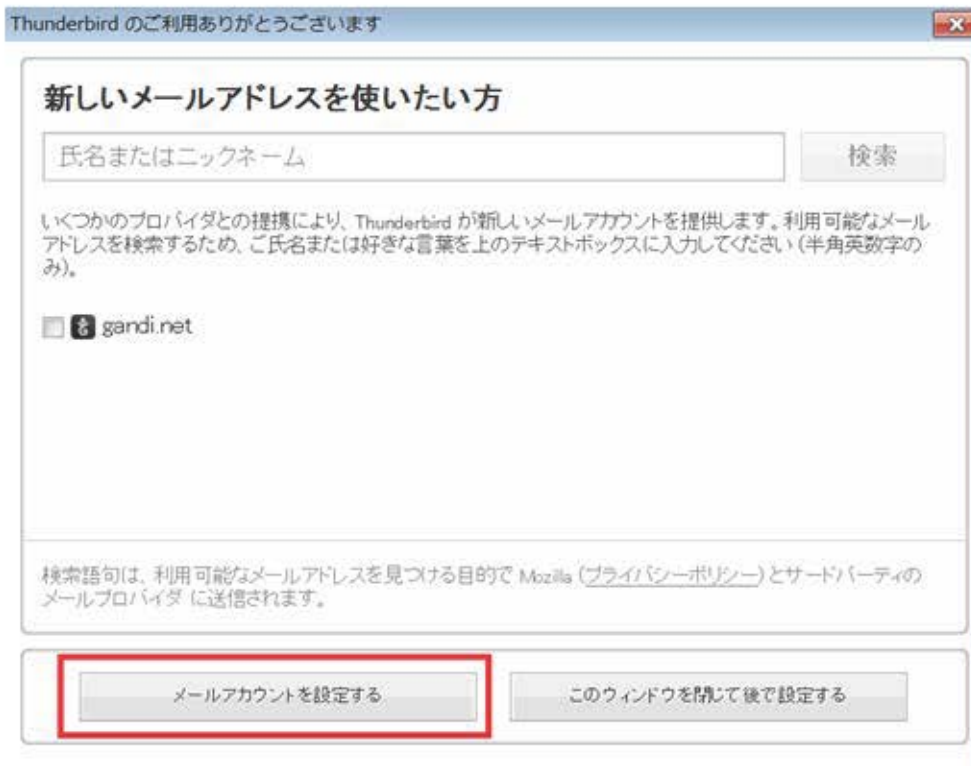 Thunderbird のご利用ありがとうございます
新しいメールアドレスを使いたい方
氏名またはニックネーム
検索
いくつかのプロバイダとの提携により、Thunderbird が新しいメールアカウントを提供します。利用可能なメール
アドレスを検索するため、ご氏名または好きな言葉を上のテキストボックスに入力してください (半角英数字の
み)。
gandi.net
検索語句は、利用可能なメールアドレスを見つける目的で Mozilla (プライバシーポリシー) とサードパーティの
メールプロバイダ に送信されます。
メールアカウントを設定する
このウィンドウを閉じて後で設定する